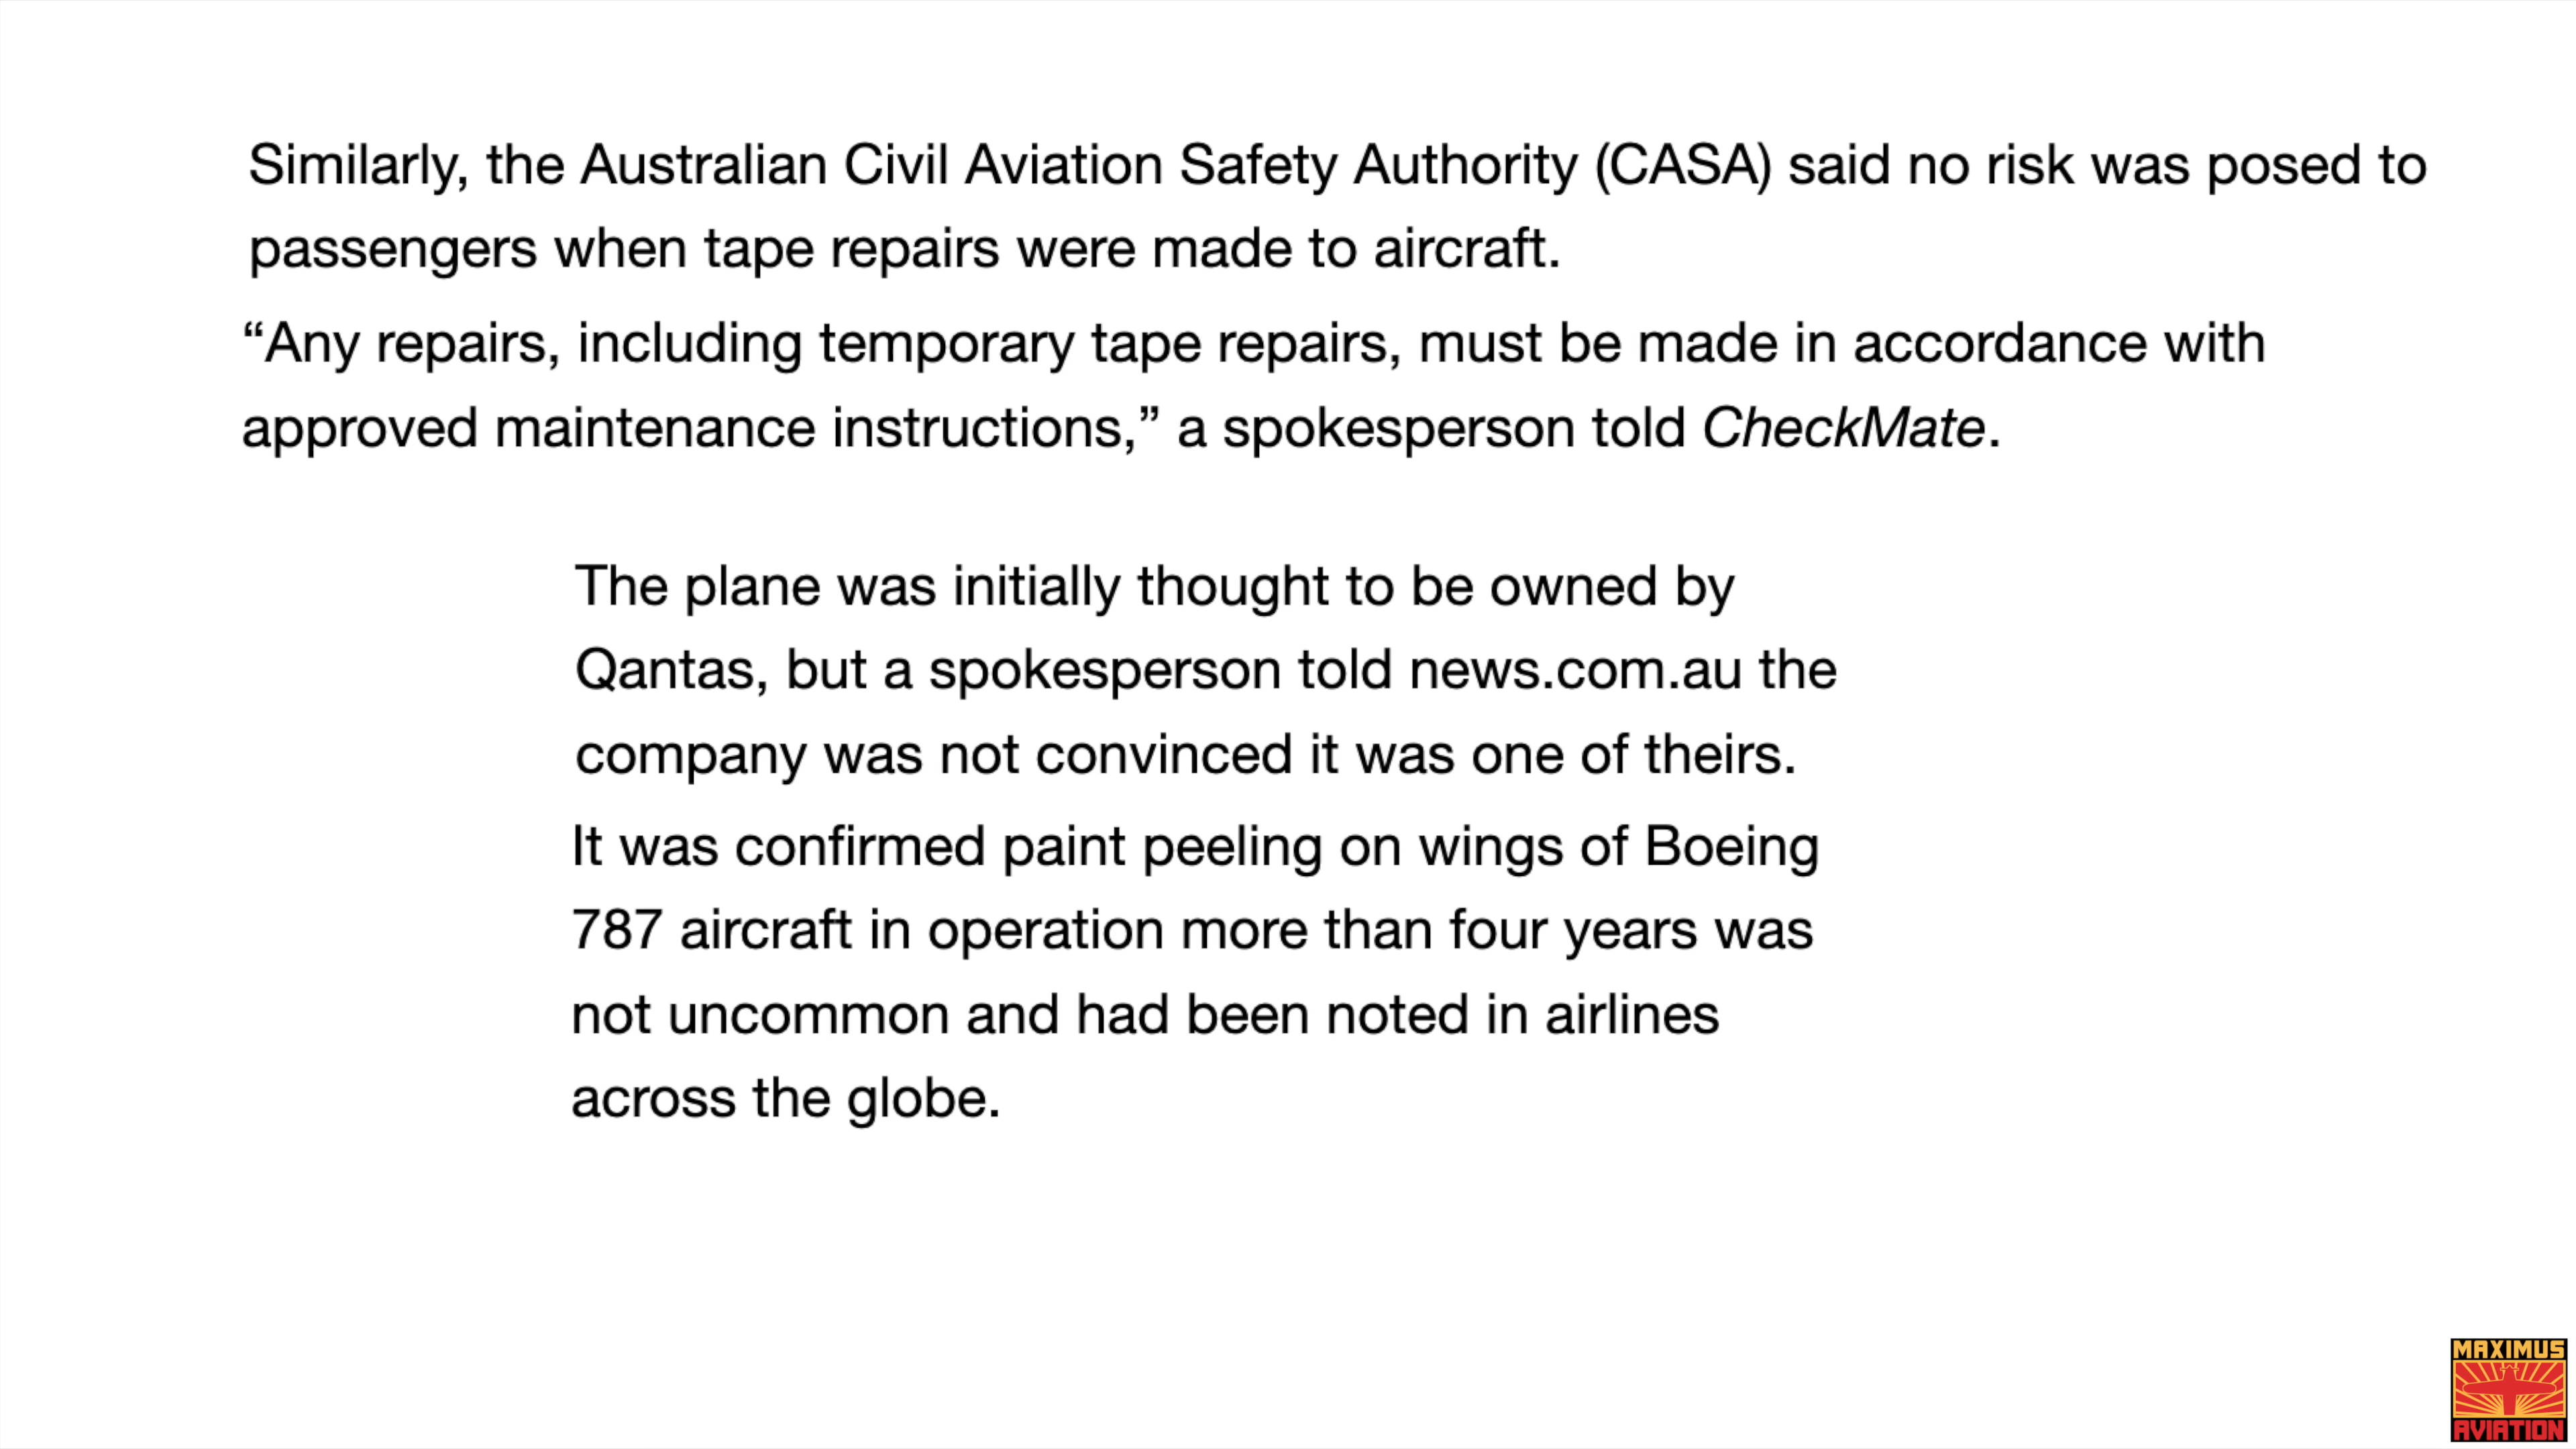 Similarly, the Australian Civil Aviation Safety Authority (CASA) said no risk was posed to
passengers when tape repairs were made to aircraft.
“Any repairs, including temporary tape repairs, must be made in accordance with
approved maintenance instructions,” a spokesperson told CheckMate.
The plane was initially thought to be owned by
Qantas, but a spokesperson told news.com.au the
company was not convinced it was one of theirs.
It was confirmed paint peeling on wings of Boeing
787 aircraft in operation more than four years was
not uncommon and had been noted in airlines
across the globe.
MAXIMUS
AVIATION